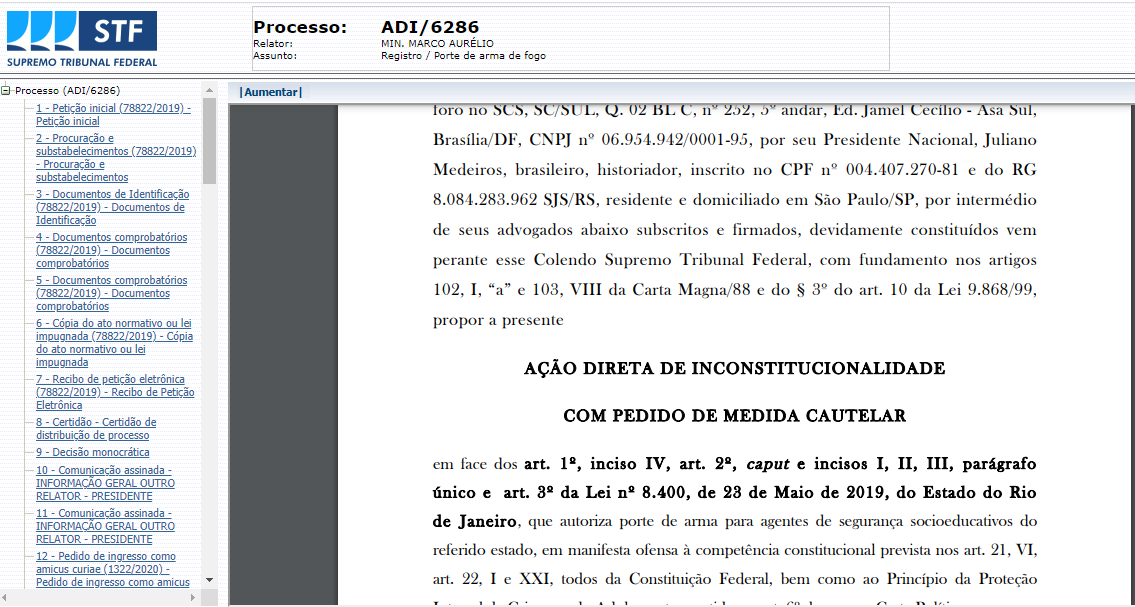 STF
SUPREMO TRIBUNAL FEDERAL
Processo: ADI/6286
Relator: MIN. MARCO AURÉLIO
Assunto: Registro / Porte de arma de fogo
Processo (ADI/6286)
1 - Petição inicial (78822/2019) -
Petição inicial
2 - Procuração e
substabelecimentos (78822/2019)
- Procuração e
substabelecimentos
3 - Documentos de Identificação
(78822/2019) - Documentos de
Identificação
4 - Documentos comprobatórios
(78822/2019) - Documentos
comprobatórios
5 - Documentos comprobatórios
(78822/2019) - Documentos
comprobatórios
6 - Cópia do ato normativo ou lei
impugnada (78822/2019) - Cópia
do ato normativo ou lei
impugnada
7 - Recibo de petição eletrônica
(78822/2019) - Recibo de Petição
Eletrônica
8 - Certidão - Certidão de
distribuição de processo
9 - Decisão monocrática
10 - Comunicação assinada -
INFORMAÇÃO GERAL OUTRO
RELATOR - PRESIDENTE
11 - Comunicação assinada -
INFORMAÇÃO GERAL OUTRO
RELATOR - PRESIDENTE
12 - Pedido de ingresso como
amicus curiae (1322/2020) -
Pedido de ingresso como amicus
|Aumentar|
foro no SCS, SC/SUL, Q. 02 BL C, nº 252, 5º andar, Ed. Jamel Cecílio - Asa Sul,
Brasília/DF, CNPJ nº 06.954.942/0001-95, por seu Presidente Nacional, Juliano
Medeiros, brasileiro, historiador, inscrito no CPF nº 004.407.270-81 e do RG
8.084.283.962 SJS/RS, residente e domiciliado em São Paulo/SP, por intermédio
de seus advogados abaixo subscritos e firmados, devidamente constituídos vem
perante esse Colendo Supremo Tribunal Federal, com fundamento nos artigos
102, I, “a” e 103, VIII da Carta Magna/88 e do § 3º do art. 10 da Lei 9.868/99,
propor a presente
AÇÃO DIRETA DE INCONSTITUCIONALIDADE
COM PEDIDO DE MEDIDA CAUTELAR
em face dos art. 1º, inciso IV, art. 2º, caput e incisos I, II, III, parágrafo
único e art. 3º da Lei nº 8.400, de 23 de Maio de 2019, do Estado do Rio
de Janeiro, que autoriza porte de arma para agentes de segurança socioeducativos do
referido estado, em manifesta ofensa à competência constitucional prevista nos art. 21, VI,
art. 22, I e XXI, todos da Constituição Federal, bem como ao Princípio da Proteção